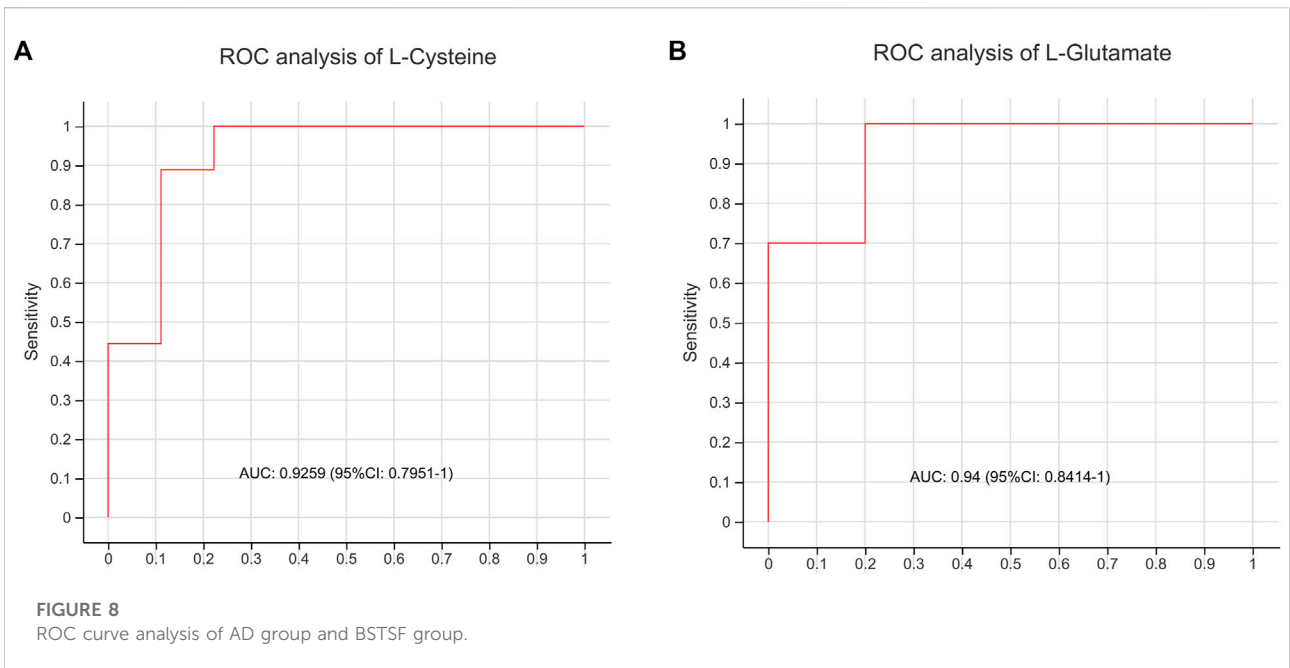 A
ROC analysis of L-Cysteine
1
0.9
0.8
0.7
0.6
0.5
0.4
0.3
0.2
0.1
0
Sensitivity
AUC: 0.9259 (95%CI: 0.7951-1)
0 0.1 0.2 0.3 0.4 0.5 0.6 0.7 0.8 0.9 1
B
ROC analysis of L-Glutamate
1
0.9
0.8
0.7
0.6
0.5
0.4
0.3
0.2
0.1
0
Sensitivity
AUC: 0.94 (95%CI: 0.8414-1)
0 0.1 0.2 0.3 0.4 0.5 0.6 0.7 0.8 0.9 1
FIGURE 8
ROC curve analysis of AD group and BSTSF group.